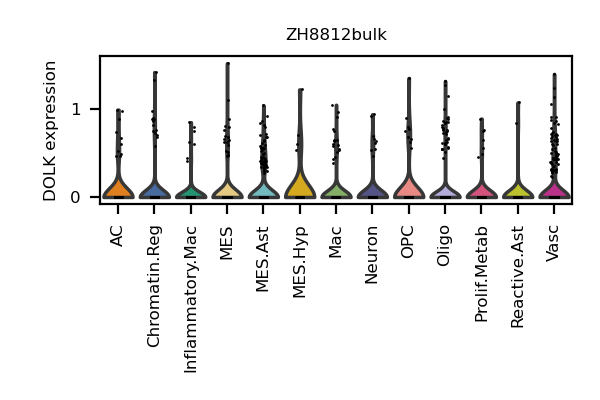 ZH8812bulk
DOLK expression
1
0
AC
Chromatin.Reg
Inflammatory.Mac
MES
MES.Ast
MES.Hyp
Mac
Neuron
OPC
Oligo
Prolif.Metab
Reactive.Ast
Vasc